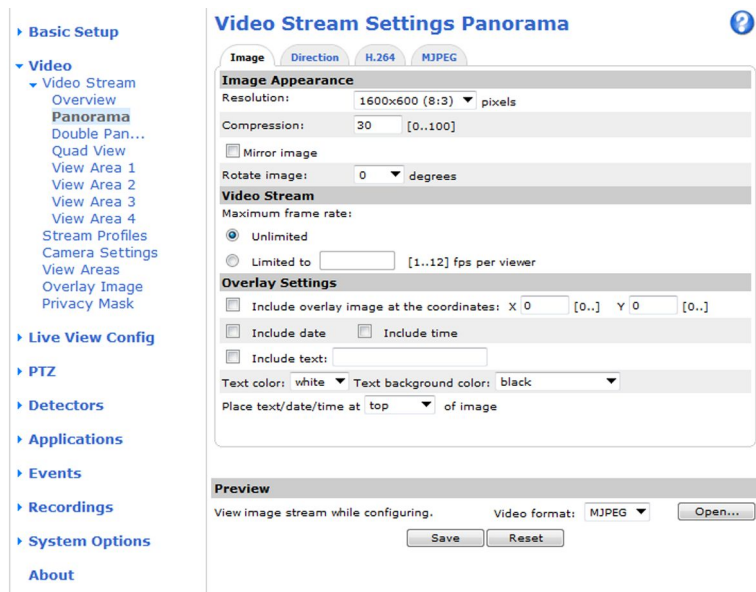 Basic Setup
Video
Video Stream
Overview
Panorama
Double Pan...
Quad View
View Area 1
View Area 2
View Area 3
View Area 4
Stream Profiles
Camera Settings
View Areas
Overlay Image
Privacy Mask
Live View Config
PTZ
Detectors
Applications
Events
Recordings
System Options
About
Video Stream Settings Panorama ?
Image Direction H.264 MJPEG
Image Appearance
Resolution: 1600x600 (8:3) pixels
Compression: 30 [0..100]
Mirror image
Rotate image: 0 degrees
Video Stream
Maximum frame rate:
Unlimited
Limited to [1..12] fps per viewer
Overlay Settings
Include overlay image at the coordinates: X 0 [0..] Y 0 [0..]
Include date Include time
Include text:
Text color: white Text background color: black
Place text/date/time at top of image
Preview
View image stream while configuring. Video format: MJPEG Open...
Save Reset